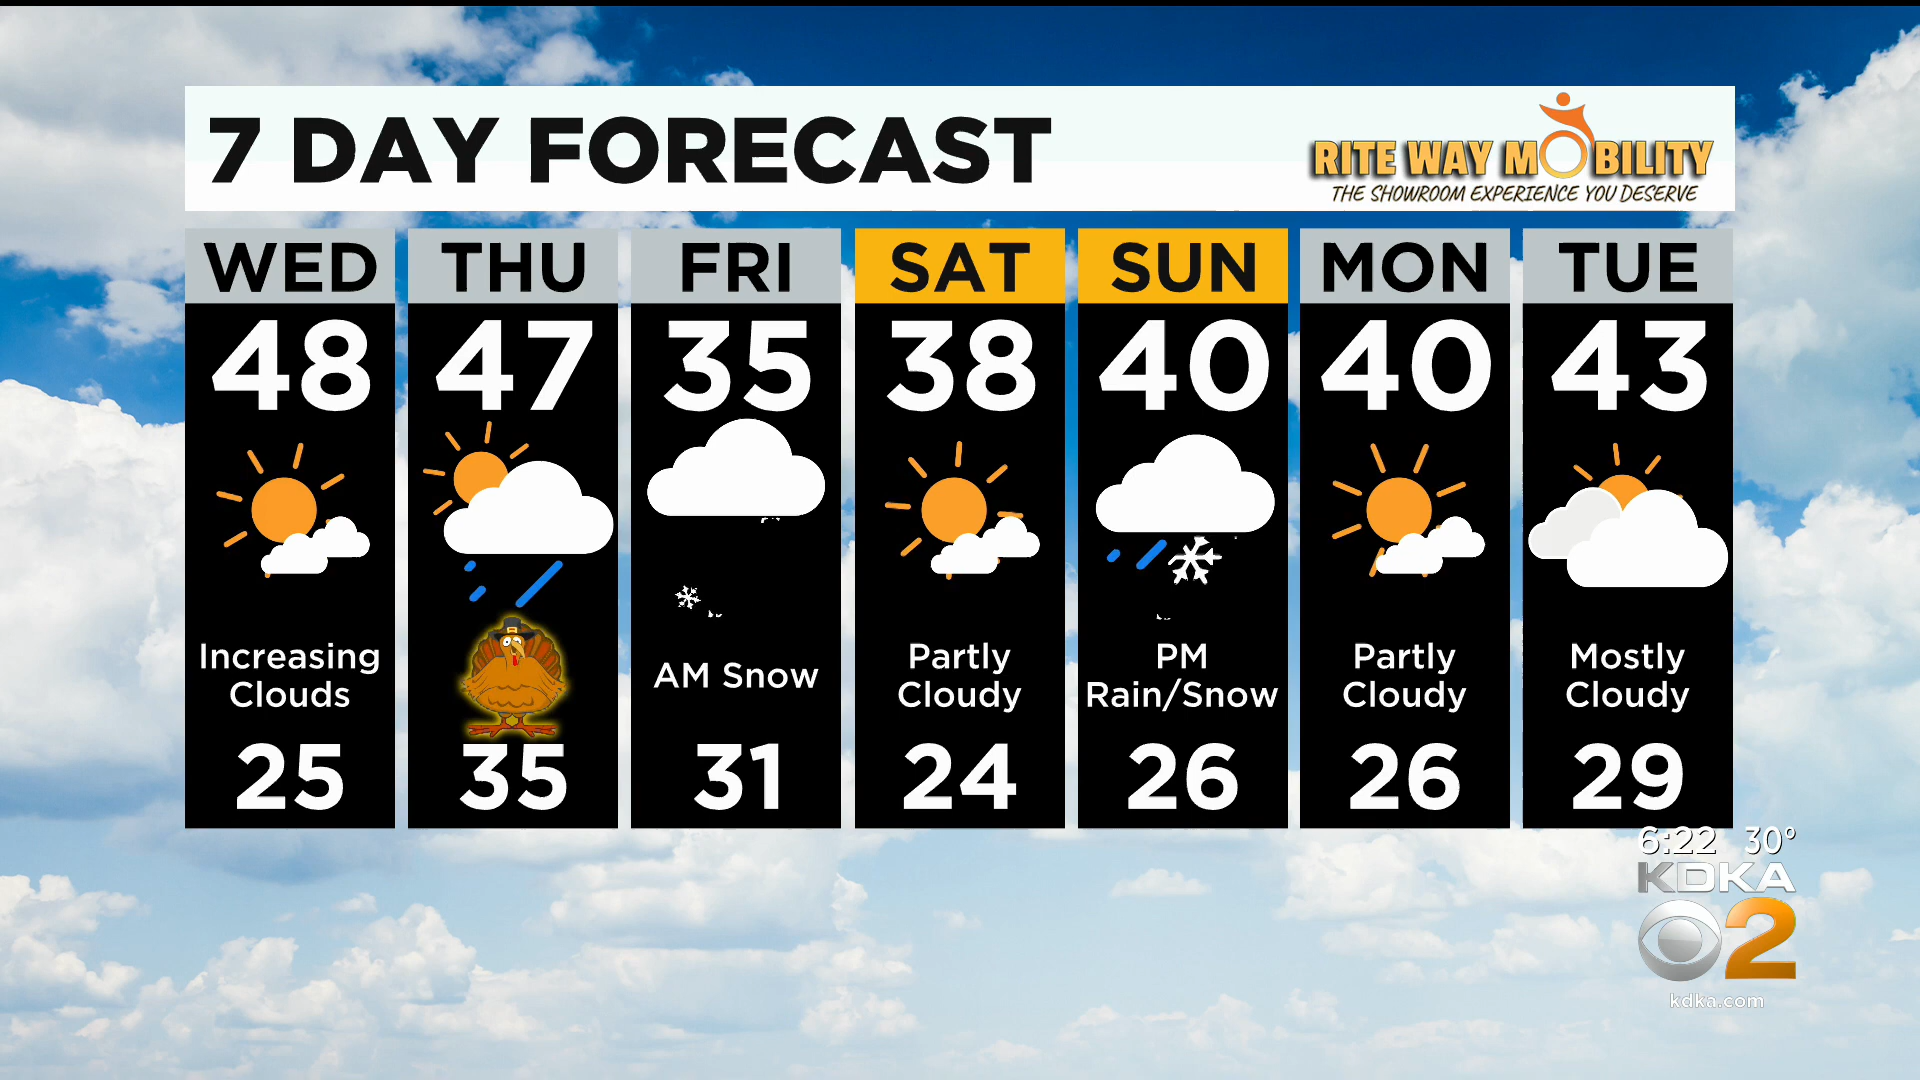 7 DAY FORECAST
RITE WAY MOBILITY
THE SHOWROOM EXPERIENCE YOU DESERVE
WED THU FRI SAT SUN MON TUE
48 47 35 38 40 40 43
Increasing Clouds
AM Snow
Partly Cloudy
PM Rain/Snow
Partly Cloudy
Mostly Cloudy
25 35 31 24 26 26 29
6:22 30°
KDKA
2
kdka.com